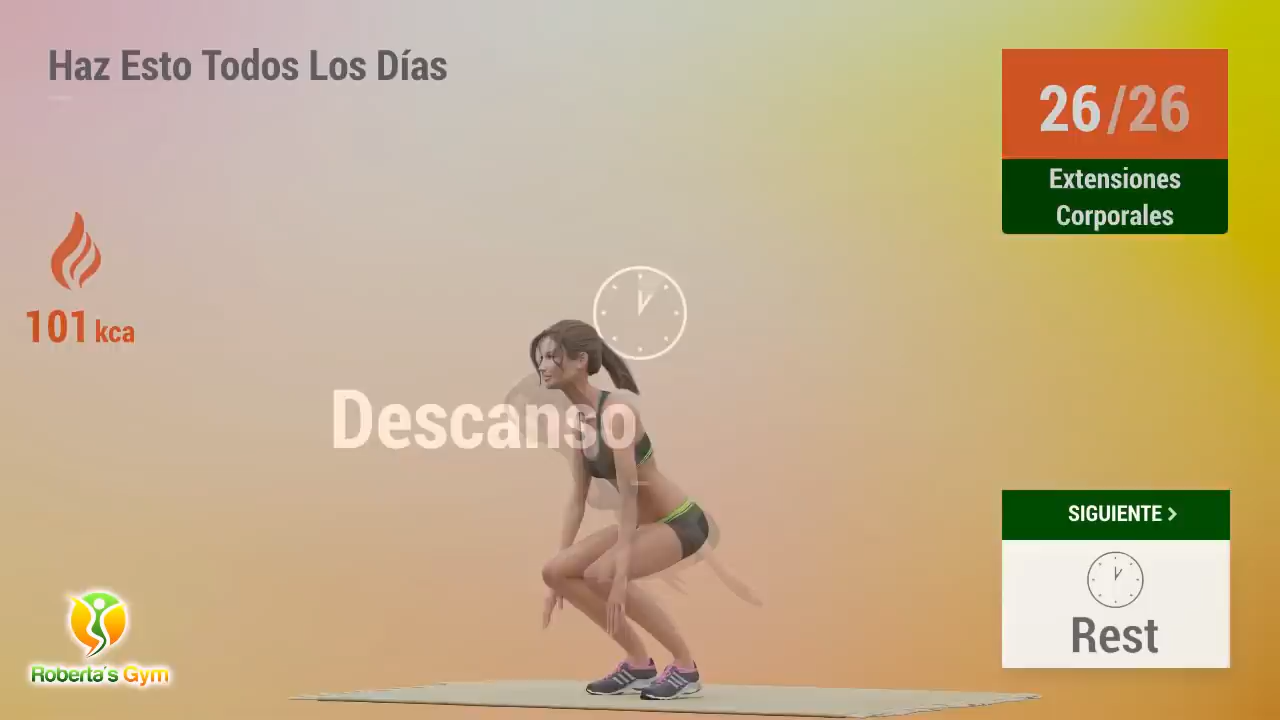 Haz Esto Todos Los Días
26/26
Extensiones
Corporales
101 kca
Descanso
SIGUIENTE >
Rest
Roberta´s Gym